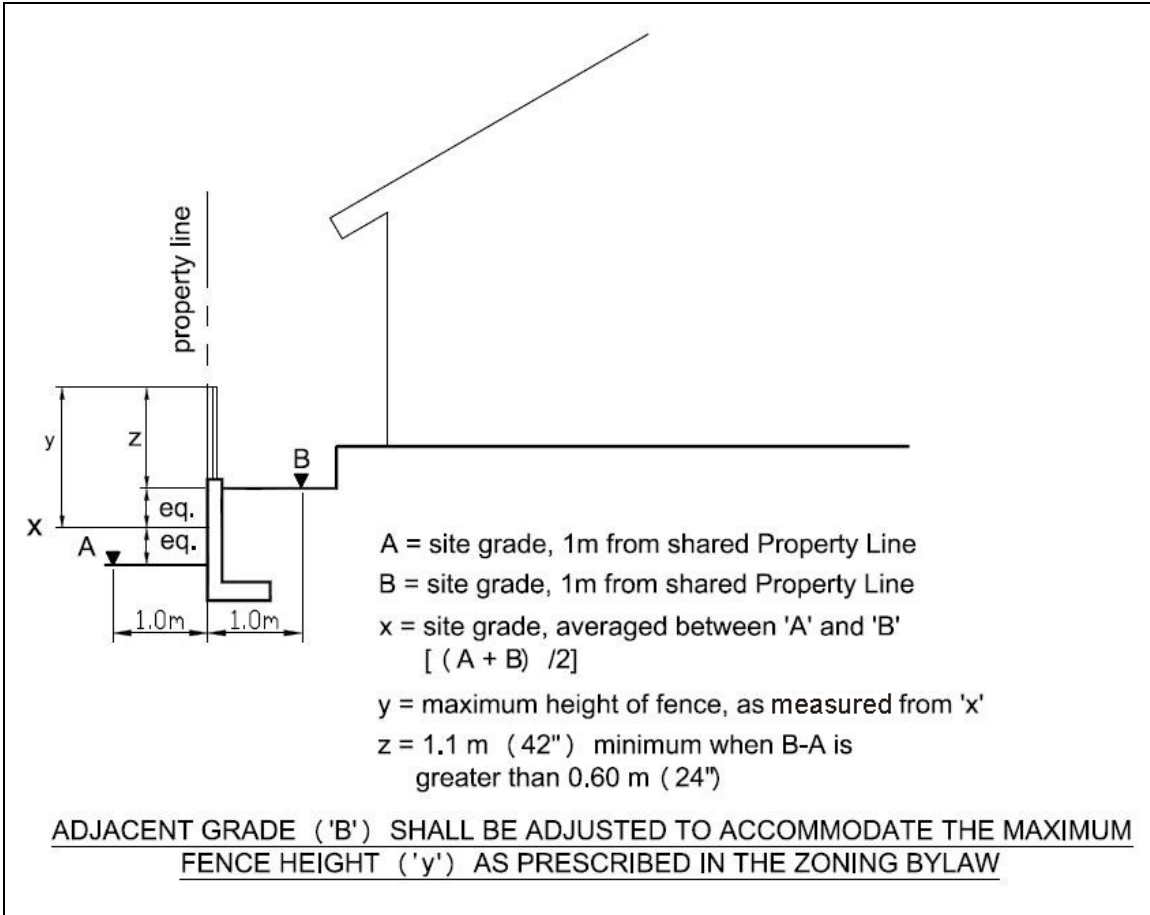 property line
y
z
B
eq.
x
eq.
A
1.0m 1.0m
A = site grade, 1m from shared Property Line
B = site grade, 1m from shared Property Line
x = site grade, averaged between 'A' and 'B'
[ (A + B) /2]
y = maximum height of fence, as measured from 'x'
z = 1.1 m (42") minimum when B-A is
greater than 0.60 m (24")
ADJACENT GRADE ('B') SHALL BE ADJUSTED TO ACCOMMODATE THE MAXIMUM
FENCE HEIGHT ('y') AS PRESCRIBED IN THE ZONING BYLAW